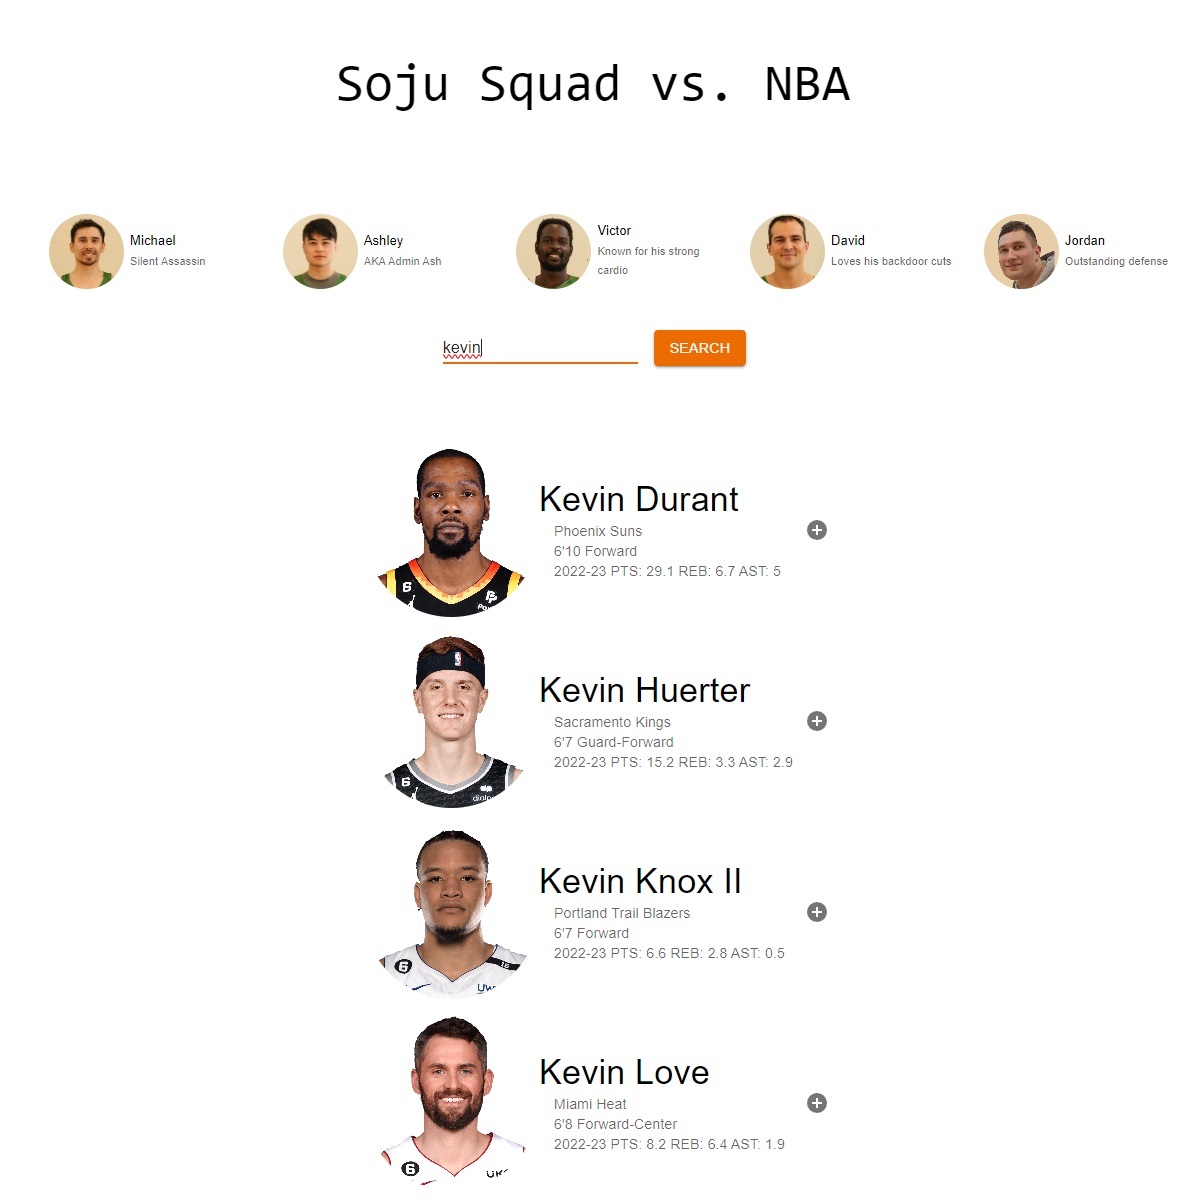 Soju Squad vs. NBA
Michael
Silent Assassin
Ashley
AKA Admin Ash
Victor
Known for his strong
cardio
David
Loves his backdoor cuts
Jordan
Outstanding defense
kevin
SEARCH
Kevin Durant
Phoenix Suns
6'10 Forward
2022-23 PTS: 29.1 REB: 6.7 AST: 5
6
Kevin Huerter
Sacramento Kings
6'7 Guard-Forward
2022-23 PTS: 15.2 REB: 3.3 AST: 2.9
6
Kevin Knox II
Portland Trail Blazers
6'7 Forward
2022-23 PTS: 6.6 REB: 2.8 AST: 0.5
6
Kevin Love
Miami Heat
6'8 Forward-Center
2022-23 PTS: 8.2 REB: 6.4 AST: 1.9
6